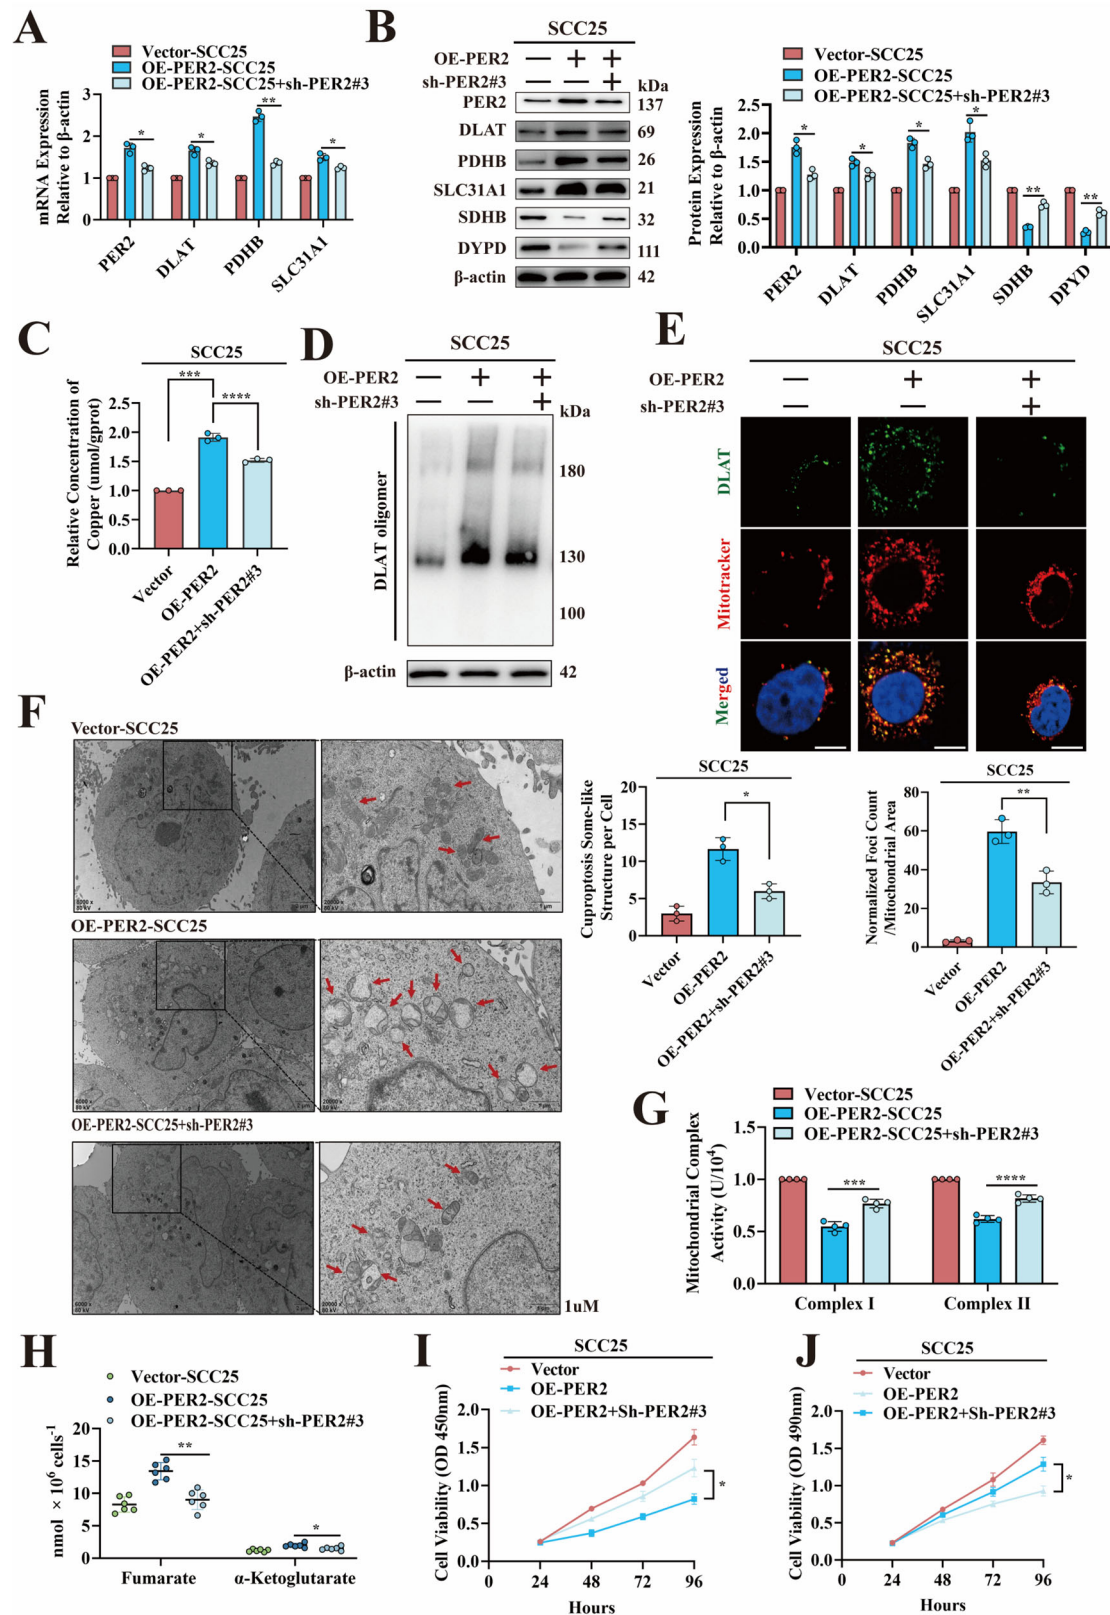 A
Vector-SCC25
OE-PER2-SCC25
OE-PER2-SCC25+sh-PER2#3
mRNA Expression
Relative to β-actin
3
2
1
0
*
*
**
*
PER2
DLAT
PDHB
SLC31A1
B
SCC25
OE-PER2 — + +
sh-PER2#3 — — +
kDa
PER2 137
DLAT 69
PDHB 26
SLC31A1 21
SDHB 32
DYPD 111
β-actin 42
Vector-SCC25
OE-PER2-SCC25
OE-PER2-SCC25+sh-PER2#3
Protein Expression
Relative to β-actin
2.5
2.0
1.5
1.0
0.5
0.0
*
*
*
*
**
**
PER2
DLAT
PDHB
SLC31A1
SDHB
DPYD
C
SCC25
Relative Concentration of
Copper (umol/gprot)
2.5
2.0
1.5
1.0
0.5
0.0
***
****
Vector
OE-PER2
OE-PER2+sh-PER2#3
D
SCC25
OE-PER2 — + +
sh-PER2#3 — — +
kDa
DLAT oligomer
180
130
100
β-actin 42
E
SCC25
OE-PER2 — + +
sh-PER2#3 — — +
DLAT
Mitotracker
Merged
SCC25
Cuproptosis Some-like
Structure per Cell
20
15
10
5
0
*
Vector
OE-PER2
OE-PER2+sh-PER2#3
SCC25
Normalized Foci Count
/Mitochondrial Area
80
60
40
20
0
**
Vector
OE-PER2
OE-PER2+sh-PER2#3
F
Vector-SCC25
OE-PER2-SCC25
OE-PER2-SCC25+sh-PER2#3
1uM
G
Vector-SCC25
OE-PER2-SCC25
OE-PER2-SCC25+sh-PER2#3
Mitochondrial Complex
Activity (U/10⁴)
1.5
1.0
0.5
0.0
***
****
Complex I
Complex II
H
Vector-SCC25
OE-PER2-SCC25
OE-PER2-SCC25+sh-PER2#3
nmol × 10⁶ cells⁻¹
20
15
10
5
0
**
*
Fumarate
α-Ketoglutarate
I
SCC25
Vector
OE-PER2
OE-PER2+Sh-PER2#3
Cell Viability (OD 450nm)
2.0
1.5
1.0
0.5
0.0
*
0 24 48 72 96
Hours
J
SCC25
Vector
OE-PER2
OE-PER2+Sh-PER2#3
Cell Viability (OD 490nm)
2.0
1.5
1.0
0.5
0.0
*
0 24 48 72 96
Hours